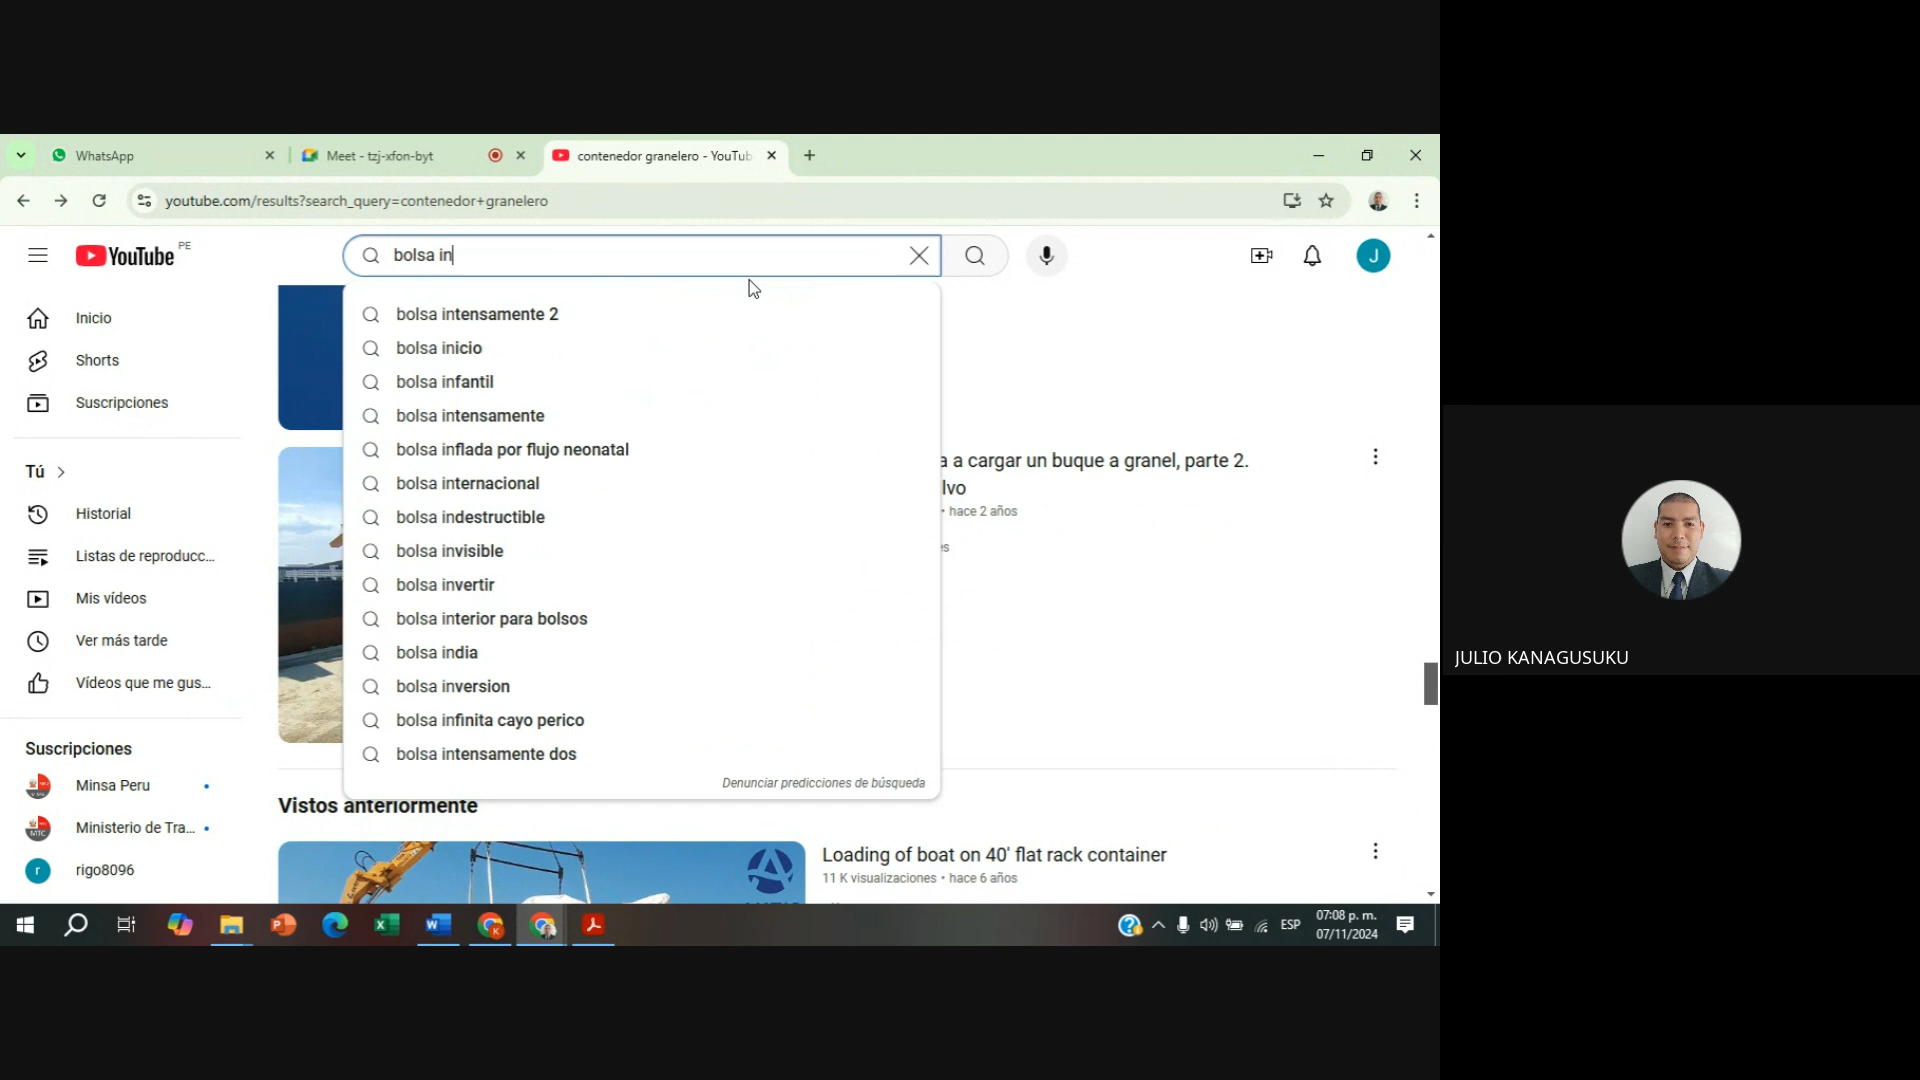 WhatsApp
Meet - tzj-xfon-byt
contenedor granelero - YouTub
youtube.com/results?search_query=contenedor+granelero
YouTube PE
bolsa in
J
Inicio
Shorts
Suscripciones
Tú
Historial
Listas de reproducc...
Mis vídeos
Ver más tarde
Vídeos que me gus...
Suscripciones
Minsa Peru
Ministerio de Tra...
r
rigo8096
bolsa intensamente 2
bolsa inicio
bolsa infantil
bolsa intensamente
bolsa inflada por flujo neonatal
bolsa internacional
bolsa indestructible
bolsa invisible
bolsa invertir
bolsa interior para bolsos
bolsa india
bolsa inversion
bolsa infinita cayo perico
bolsa intensamente dos
Denunciar predicciones de búsqueda
a a cargar un buque a granel, parte 2.
lvo
• hace 2 años
es
Vistos anteriormente
Loading of boat on 40' flat rack container
11 K visualizaciones • hace 6 años
ESP
07:08 p. m.
07/11/2024
JULIO KANAGUSUKU